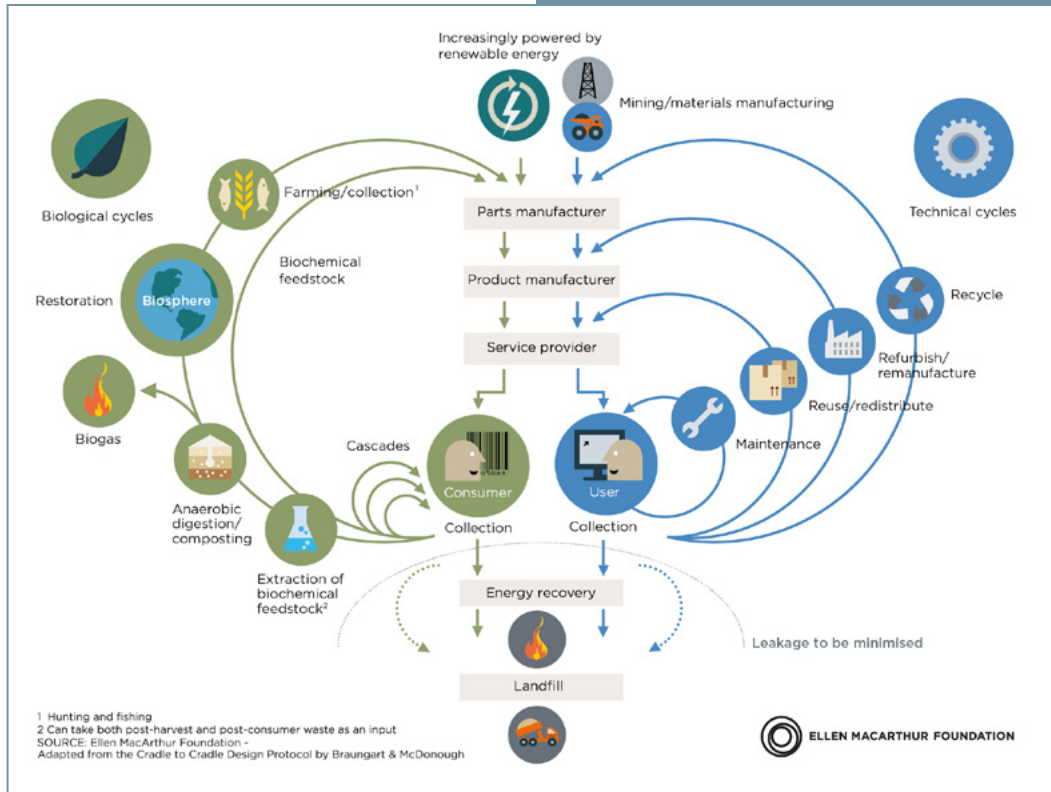 Increasingly powered by
renewable energy
Mining/materials manufacturing
Biological cycles
Farming/collection¹
Technical cycles
Parts manufacturer
Biochemical
feedstock
Product manufacturer
Restoration
Biosphere
Recycle
Service provider
Refurbish/
remanufacture
Reuse/redistribute
Biogas
Cascades
Maintenance
Consumer
User
Anaerobic
digestion/
composting
Collection
Collection
Extraction of
biochemical
feedstock²
Energy recovery
Leakage to be minimised
Landfill
1 Hunting and fishing
2 Can take both post-harvest and post-consumer waste as an input
SOURCE: Ellen MacArthur Foundation -
Adapted from the Cradle to Cradle Design Protocol by Braungart & McDonough
ELLEN MACARTHUR FOUNDATION